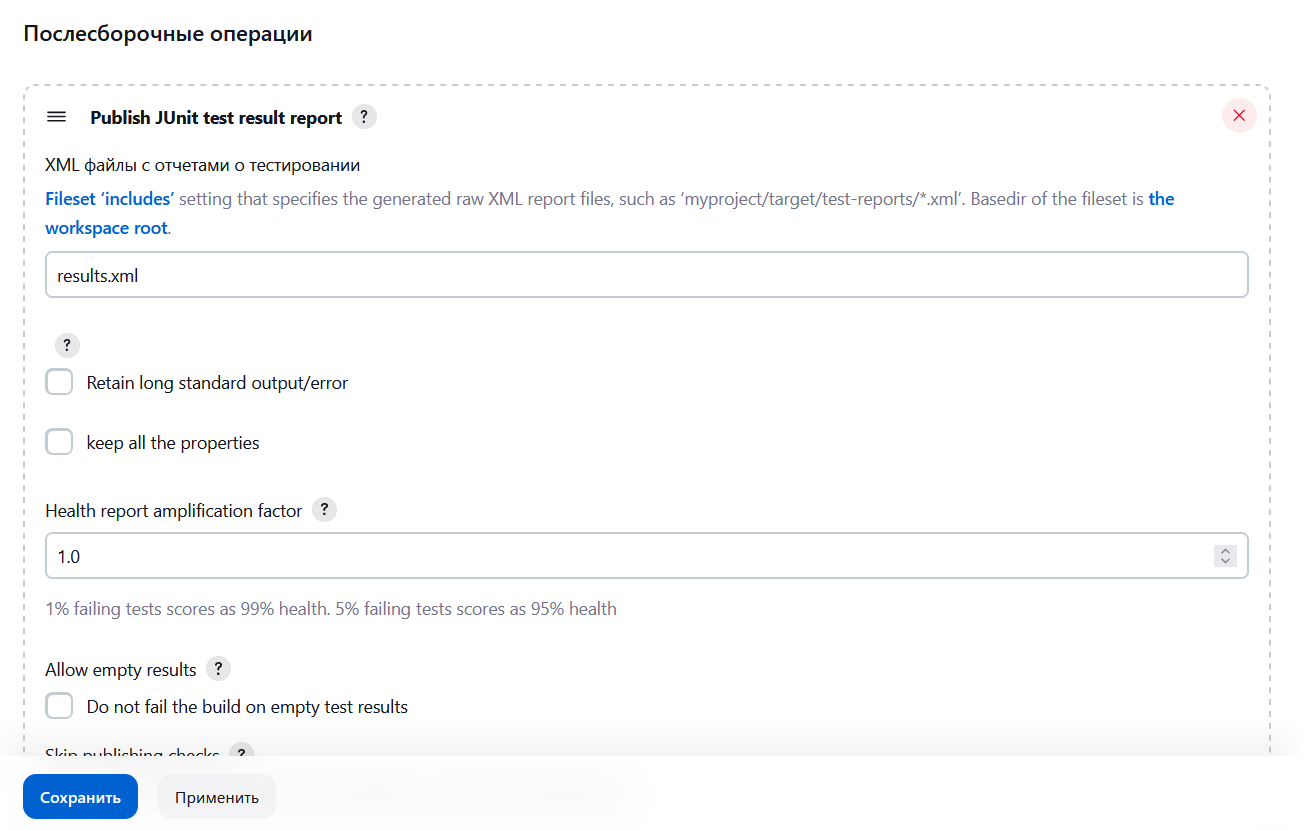 Послесборочные операции
Publish JUnit test result report ?
XML файлы с отчетами о тестировании
Fileset ‘includes’ setting that specifies the generated raw XML report files, such as ‘myproject/target/test-reports/*.xml’. Basedir of the fileset is the
workspace root.
results.xml
?
Retain long standard output/error
keep all the properties
Health report amplification factor ?
1.0
1% failing tests scores as 99% health. 5% failing tests scores as 95% health
Allow empty results ?
Do not fail the build on empty test results
Skip publishing checks ?
Сохранить
Применить